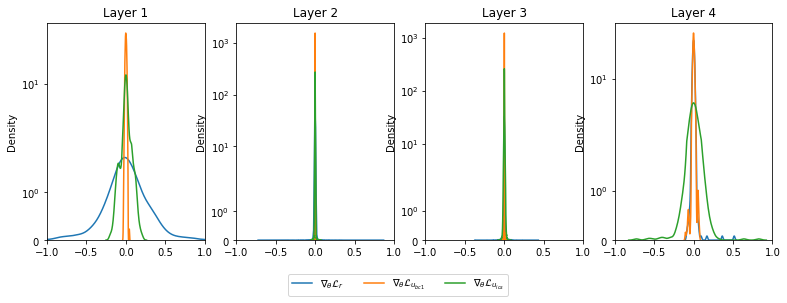 Layer 1 Layer 2 Layer 3 Layer 4
Density Density Density Density
10¹ 10³ 10³ 10¹
10² 10²
10¹ 10¹
10⁰ 10⁰ 10⁰ 10⁰
0 0 0 0
−1.0 −0.5 0.0 0.5 1.0 −1.0 −0.5 0.0 0.5 1.0 −1.0 −0.5 0.0 0.5 1.0 −1.0 −0.5 0.0 0.5 1.0
∇θℒr ∇θℒu_bc1 ∇θℒu_ics